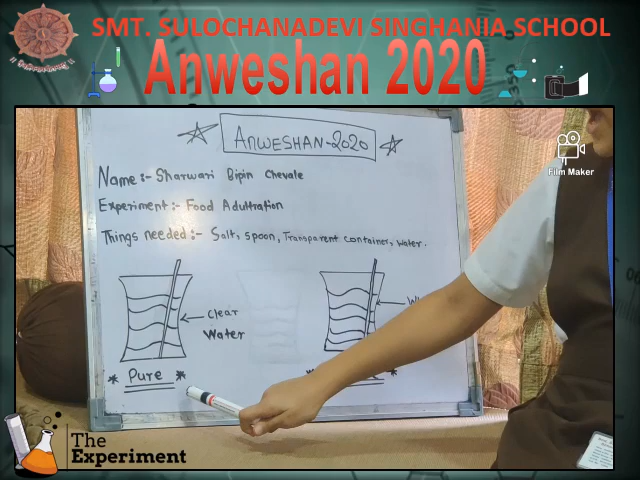 SMT. SULOCHANADEVI SINGHANIA SCHOOL
Anweshan 2020
ANWESHAN-2020
Film Maker
Name:- Sharwari Bipin Chevale
Experiment:- Food Adultration
Things needed:- Salt, spoon, Transparent container, water.
clear
Water
* Pure *
The
Experiment